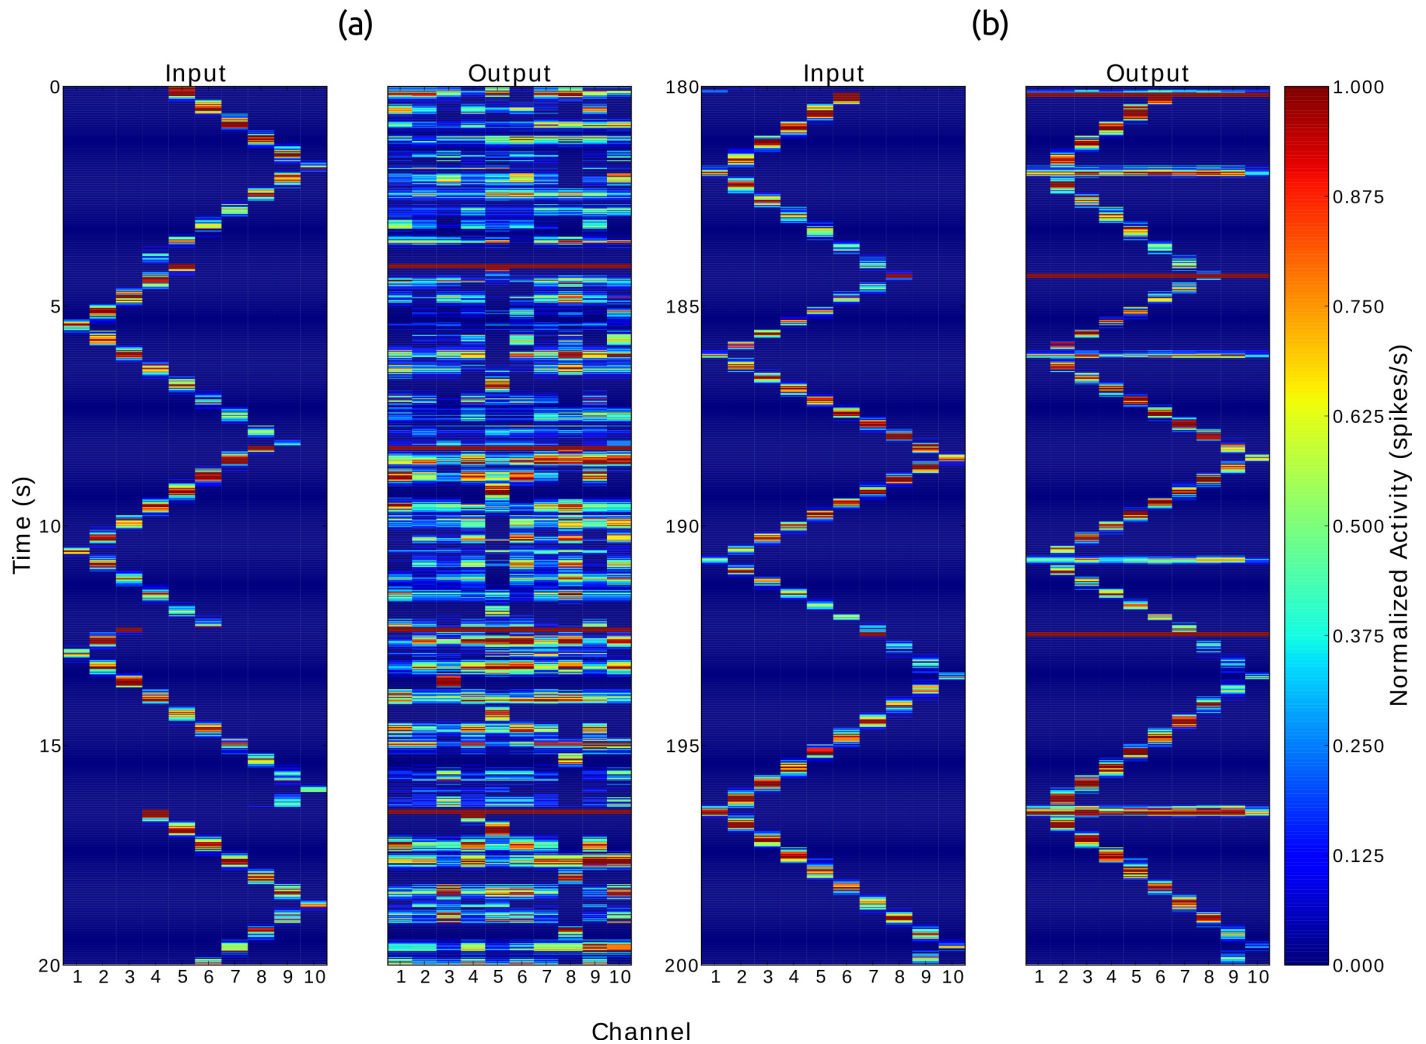 (a) (b)
Input Output Input Output
0 180 1.000
0.875
5 185 0.750
0.625
Time (s) 10 190 0.500 Normalized Activity (spikes/s)
0.375
15 195 0.250
0.125
20 200 0.000
1 2 3 4 5 6 7 8 9 10 1 2 3 4 5 6 7 8 9 10 1 2 3 4 5 6 7 8 9 10 1 2 3 4 5 6 7 8 9 10
Channel